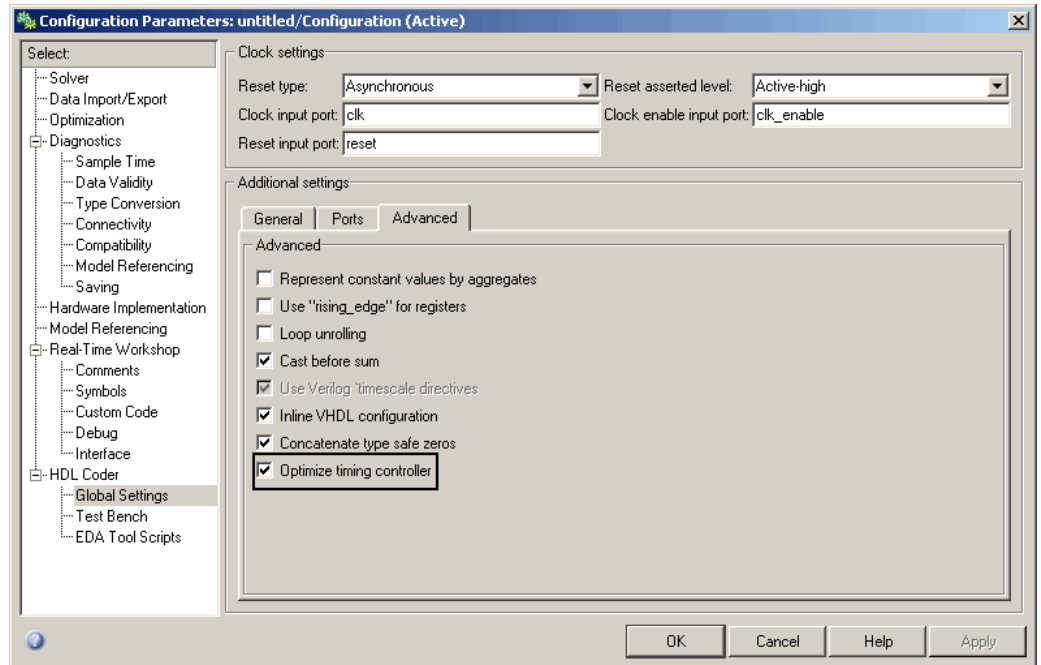 Configuration Parameters: untitled/Configuration (Active)
Select:
Solver
Data Import/Export
Optimization
Diagnostics
Sample Time
Data Validity
Type Conversion
Connectivity
Compatibility
Model Referencing
Saving
Hardware Implementation
Model Referencing
Real-Time Workshop
Comments
Symbols
Custom Code
Debug
Interface
HDL Coder
Global Settings
Test Bench
EDA Tool Scripts
Clock settings
Reset type: Asynchronous Reset asserted level: Active-high
Clock input port: clk Clock enable input port: clk_enable
Reset input port: reset
Additional settings
General Ports Advanced
Advanced
Represent constant values by aggregates
Use "rising_edge" for registers
Loop unrolling
Cast before sum
Use Verilog `timescale directives
Inline VHDL configuration
Concatenate type safe zeros
Optimize timing controller
OK Cancel Help Apply